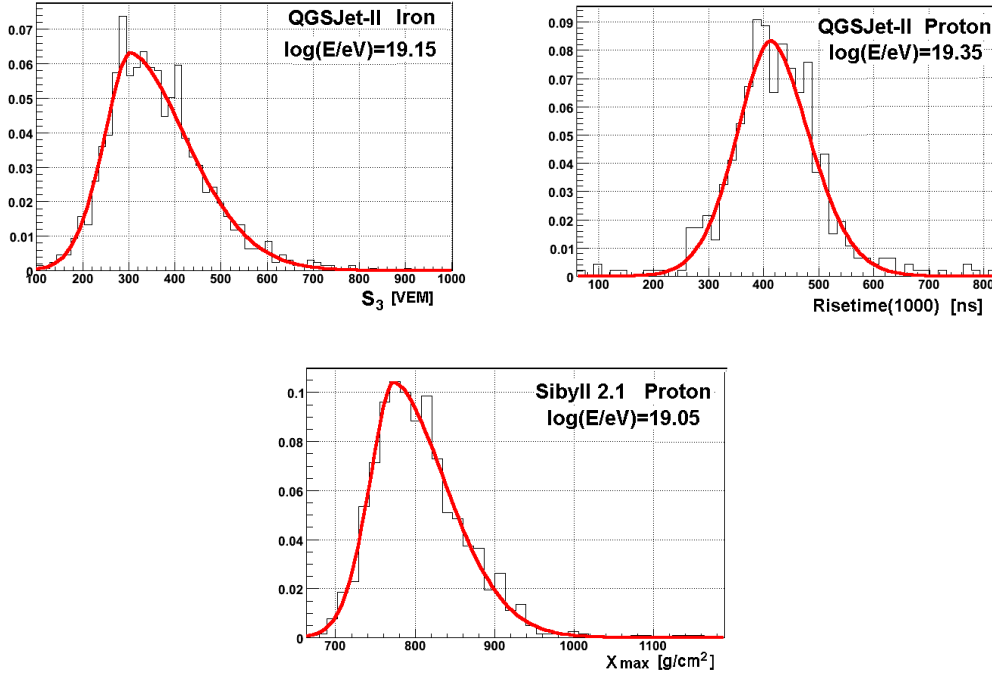 QGSJet-II Iron
log(E/eV)=19.15
0.07
0.06
0.05
0.04
0.03
0.02
0.01
0
100 200 300 400 500 600 700 800 900 1000
S3 [VEM]
QGSJet-II Proton
log(E/eV)=19.35
0.09
0.08
0.07
0.06
0.05
0.04
0.03
0.02
0.01
0
100 200 300 400 500 600 700 800
Risetime(1000) [ns]
Sibyll 2.1 Proton
log(E/eV)=19.05
0.1
0.08
0.06
0.04
0.02
0
700 800 900 1000 1100
Xmax [g/cm²]